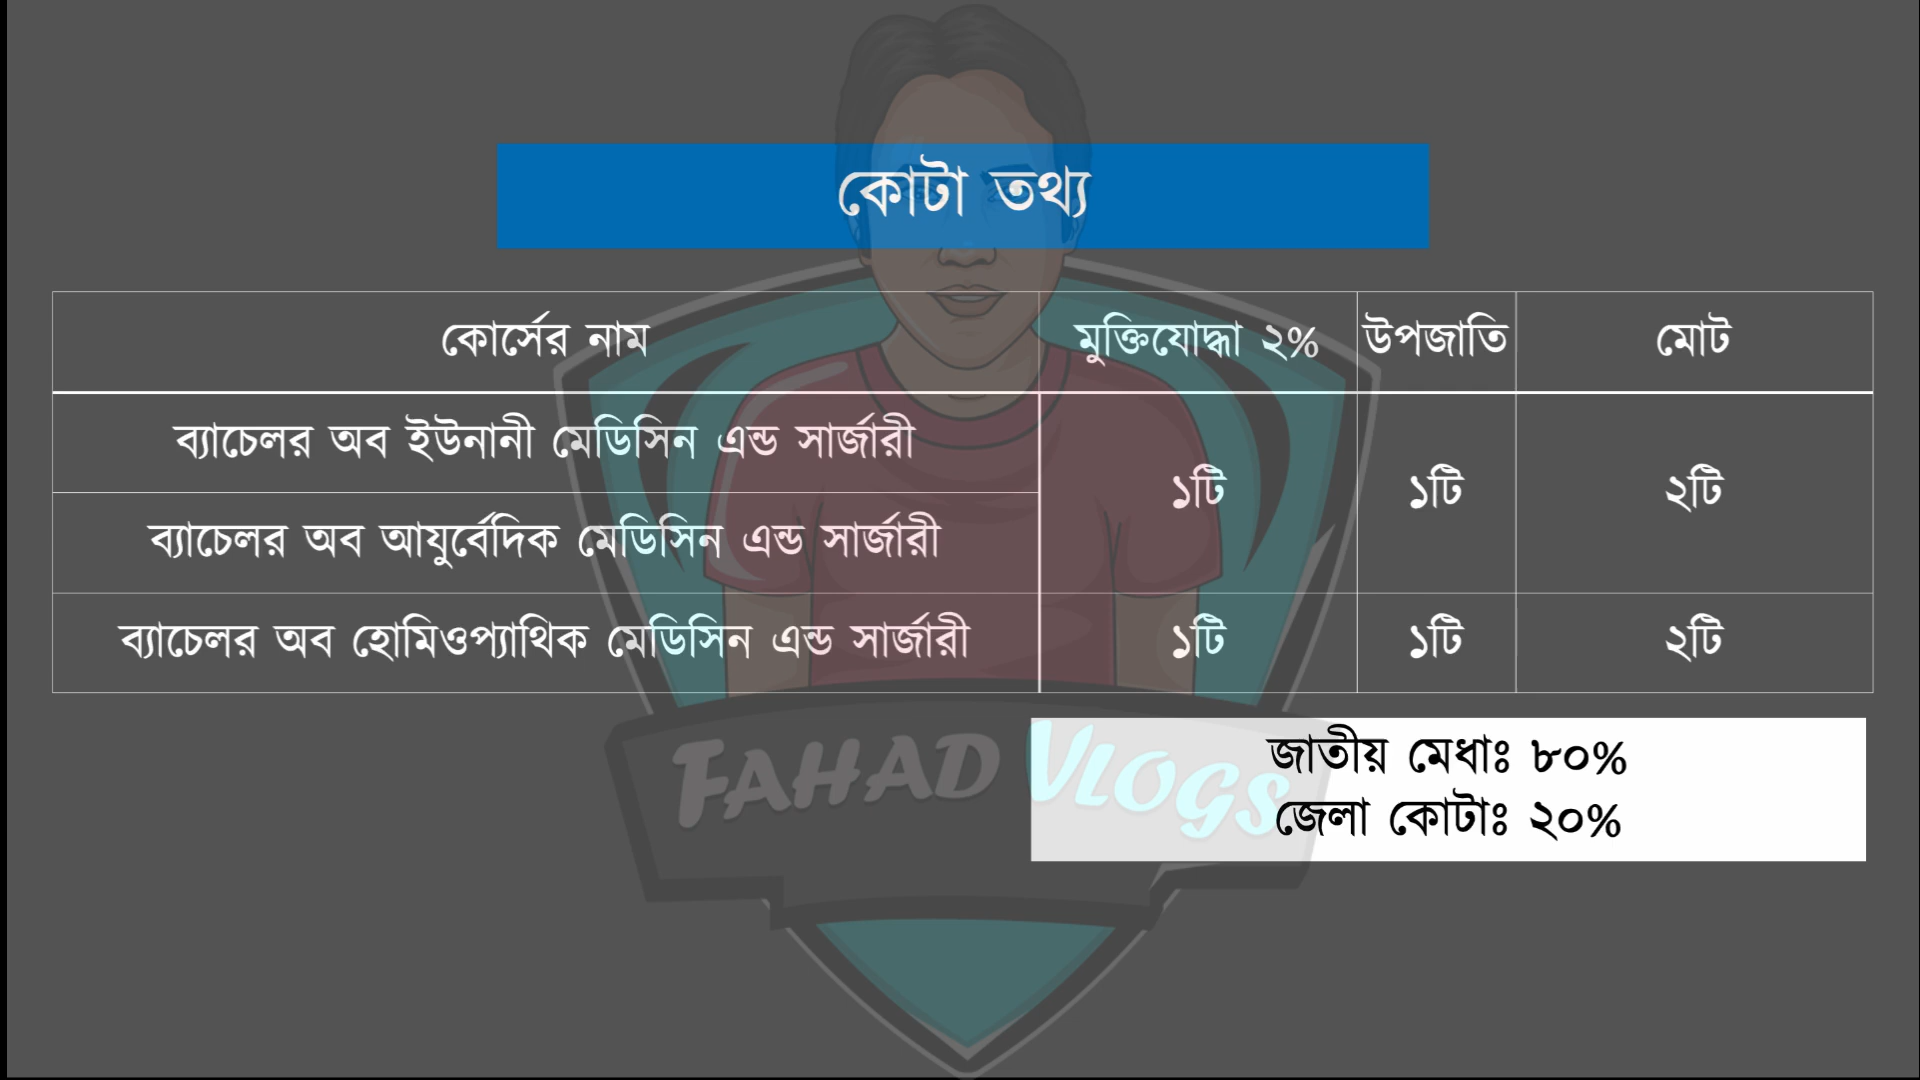 কোটা তথ্য
কোর্সের নাম মুক্তিযোদ্ধা ২% উপজাতি মোট
ব্যাচেলর অব ইউনানী মেডিসিন এন্ড সার্জারী
১টি ১টি ২টি
ব্যাচেলর অব আযুর্বেদিক মেডিসিন এন্ড সার্জারী
ব্যাচেলর অব হোমিওপ্যাথিক মেডিসিন এন্ড সার্জারী ১টি ১টি ২টি
জাতীয় মেধাঃ ৮০%
জেলা কোটাঃ ২০%
FAHAD VLOGS